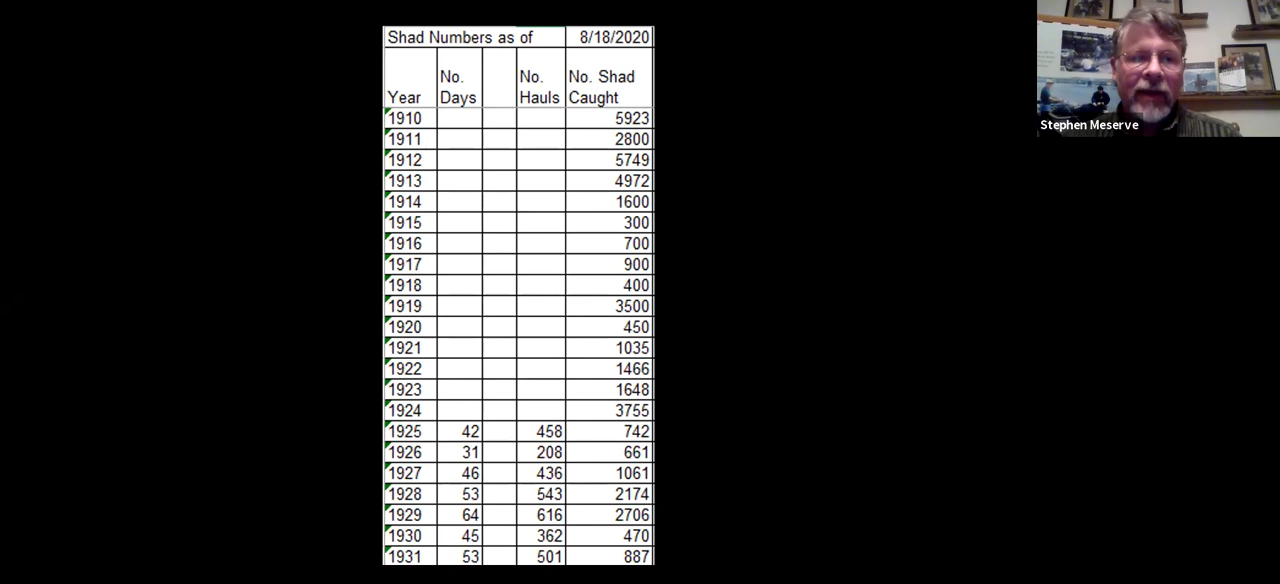 Shad Numbers as of 8/18/2020
Year No. Days No. Hauls No. Shad Caught
1910 5923
1911 2800
1912 5749
1913 4972
1914 1600
1915 300
1916 700
1917 900
1918 400
1919 3500
1920 450
1921 1035
1922 1466
1923 1648
1924 3755
1925 42 458 742
1926 31 208 661
1927 46 436 1061
1928 53 543 2174
1929 64 616 2706
1930 45 362 470
1931 53 501 887
Stephen Meserve